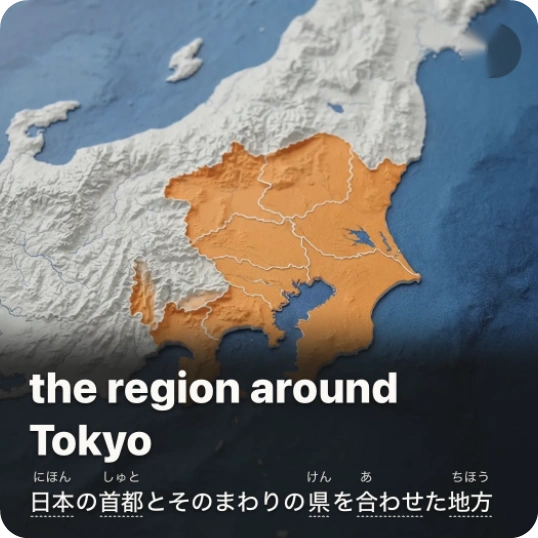 the region around
Tokyo
にほん しゅと けん あ ちほう
日本の首都とそのまわりの県を合わせた地方